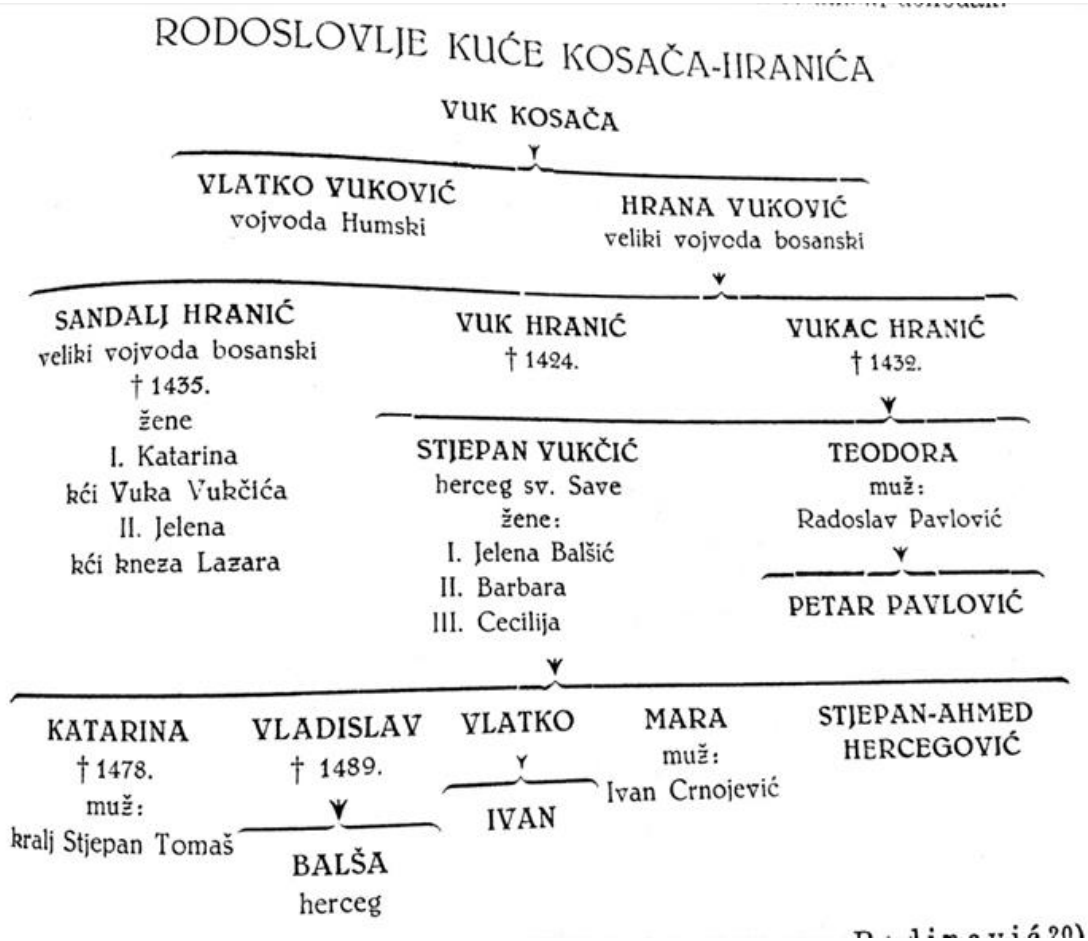 RODOSLOVLJE KUĆE KOSAČA-HRANIĆA
VUK KOSAČA
VLATKO VUKOVIĆ
vojvoda Humski
HRANA VUKOVIĆ
veliki vojvoda bosanski
SANDALJ HRANIĆ
veliki vojvoda bosanski
† 1435.
žene
I. Katarina
kći Vuka Vukčića
II. Jelena
kći kneza Lazara
VUK HRANIĆ
† 1424.
VUKAC HRANIĆ
† 1432.
STJEPAN VUKČIĆ
herceg sv. Save
žene:
I. Jelena Balšić
II. Barbara
III. Cecilija
TEODORA
muž:
Radoslav Pavlović
PETAR PAVLOVIĆ
KATARINA
† 1478.
muž:
kralj Stjepan Tomaš
VLADISLAV
† 1489.
BALŠA
herceg
VLATKO
IVAN
MARA
muž:
Ivan Crnojević
STJEPAN-AHMED
HERCEGOVIĆ